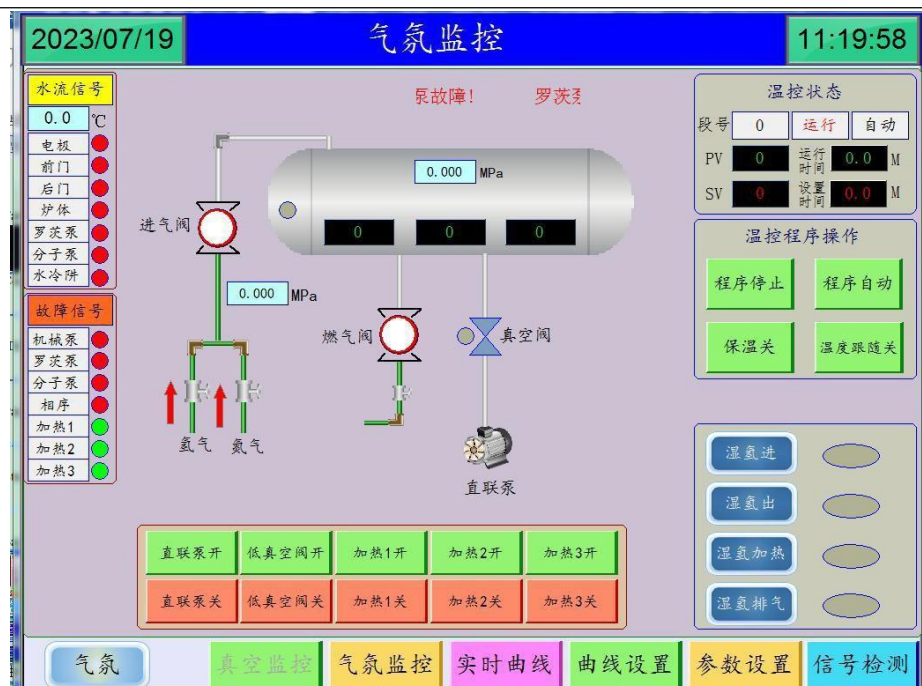 2023/07/19
气氛监控
11:19:58
水流信号
0.0 ℃
电极
前门
后门
炉体
罗茨泵
分子泵
水冷阱
故障信号
机械泵
罗茨泵
分子泵
相序
加热1
加热2
加热3
泵故障! 罗茨
0.000 MPa
0 0 0
进气阀
0.000 MPa
燃气阀
真空阀
氢气 氮气
直联泵
直联泵开 低真空阀开 加热1开 加热2开 加热3开
直联泵关 低真空阀关 加热1关 加热2关 加热3关
温控状态
段号 0 运行 自动
PV 0 运行时间 0.0 M
SV 0 设置时间 0.0 M
温控程序操作
程序停止 程序自动
保温关 温度跟随关
湿氢进
湿氢出
湿氢加热
湿氢排气
气氛 真空监控 气氛监控 实时曲线 曲线设置 参数设置 信号检测